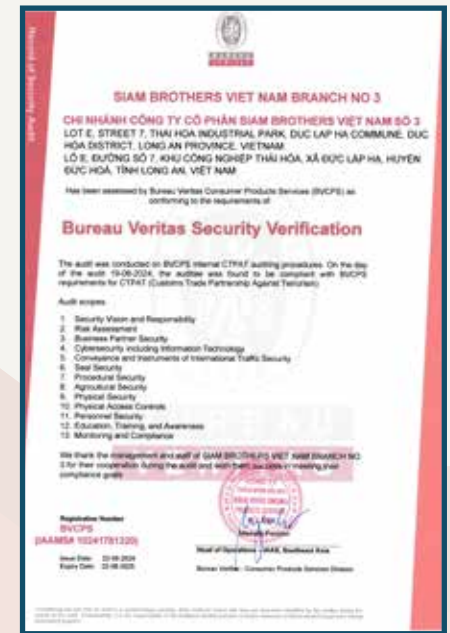 Record of Security Audit
SIAM BROTHERS VIET NAM BRANCH NO 3
CHI NHÁNH CÔNG TY CỔ PHẦN SIAM BROTHERS VIỆT NAM SỐ 3
LOT E, STREET 7, THAI HOA INDUSTRIAL PARK, DUC LAP HA COMMUNE, DUC
HOA DISTRICT, LONG AN PROVINCE, VIETNAM
LÔ E, ĐƯỜNG SỐ 7, KHU CÔNG NGHIỆP THÁI HÒA, XÃ ĐỨC LẬP HẠ, HUYỆN
ĐỨC HOÀ, TỈNH LONG AN, VIỆT NAM
Has been assessed by Bureau Veritas Consumer Products Services (BVCPS) as
conforming to the requirements of
Bureau Veritas Security Verification
The audit was conducted on BVCPS internal CTPAT auditing procedures. On the day
of the audit 19-06-2024, the auditee was found to be compliant with BVCPS
requirements for CTPAT (Customs Trade Partnership Against Terrorism)
Audit scopes:
1. Security Vision and Responsibility
2. Risk Assessment
3. Business Partner Security
4. Cybersecurity including Information Technology
5. Conveyance and Instruments of International Traffic Security
6. Seal Security
7. Procedural Security
8. Agricultural Security
9. Physical Security
10. Physical Access Controls
11. Personnel Security
12. Education, Training, and Awareness
13. Monitoring and Compliance
We thank the management and staff of SIAM BROTHERS VIET NAM BRANCH NO
3 for their cooperation during the audit and wish them success in meeting their
compliance goals
Registration Number
BVCPS
Head of Operations Southeast Asia
Issue Date:
Expiry Date:
Bureau Veritas - Consumer Products Services Division